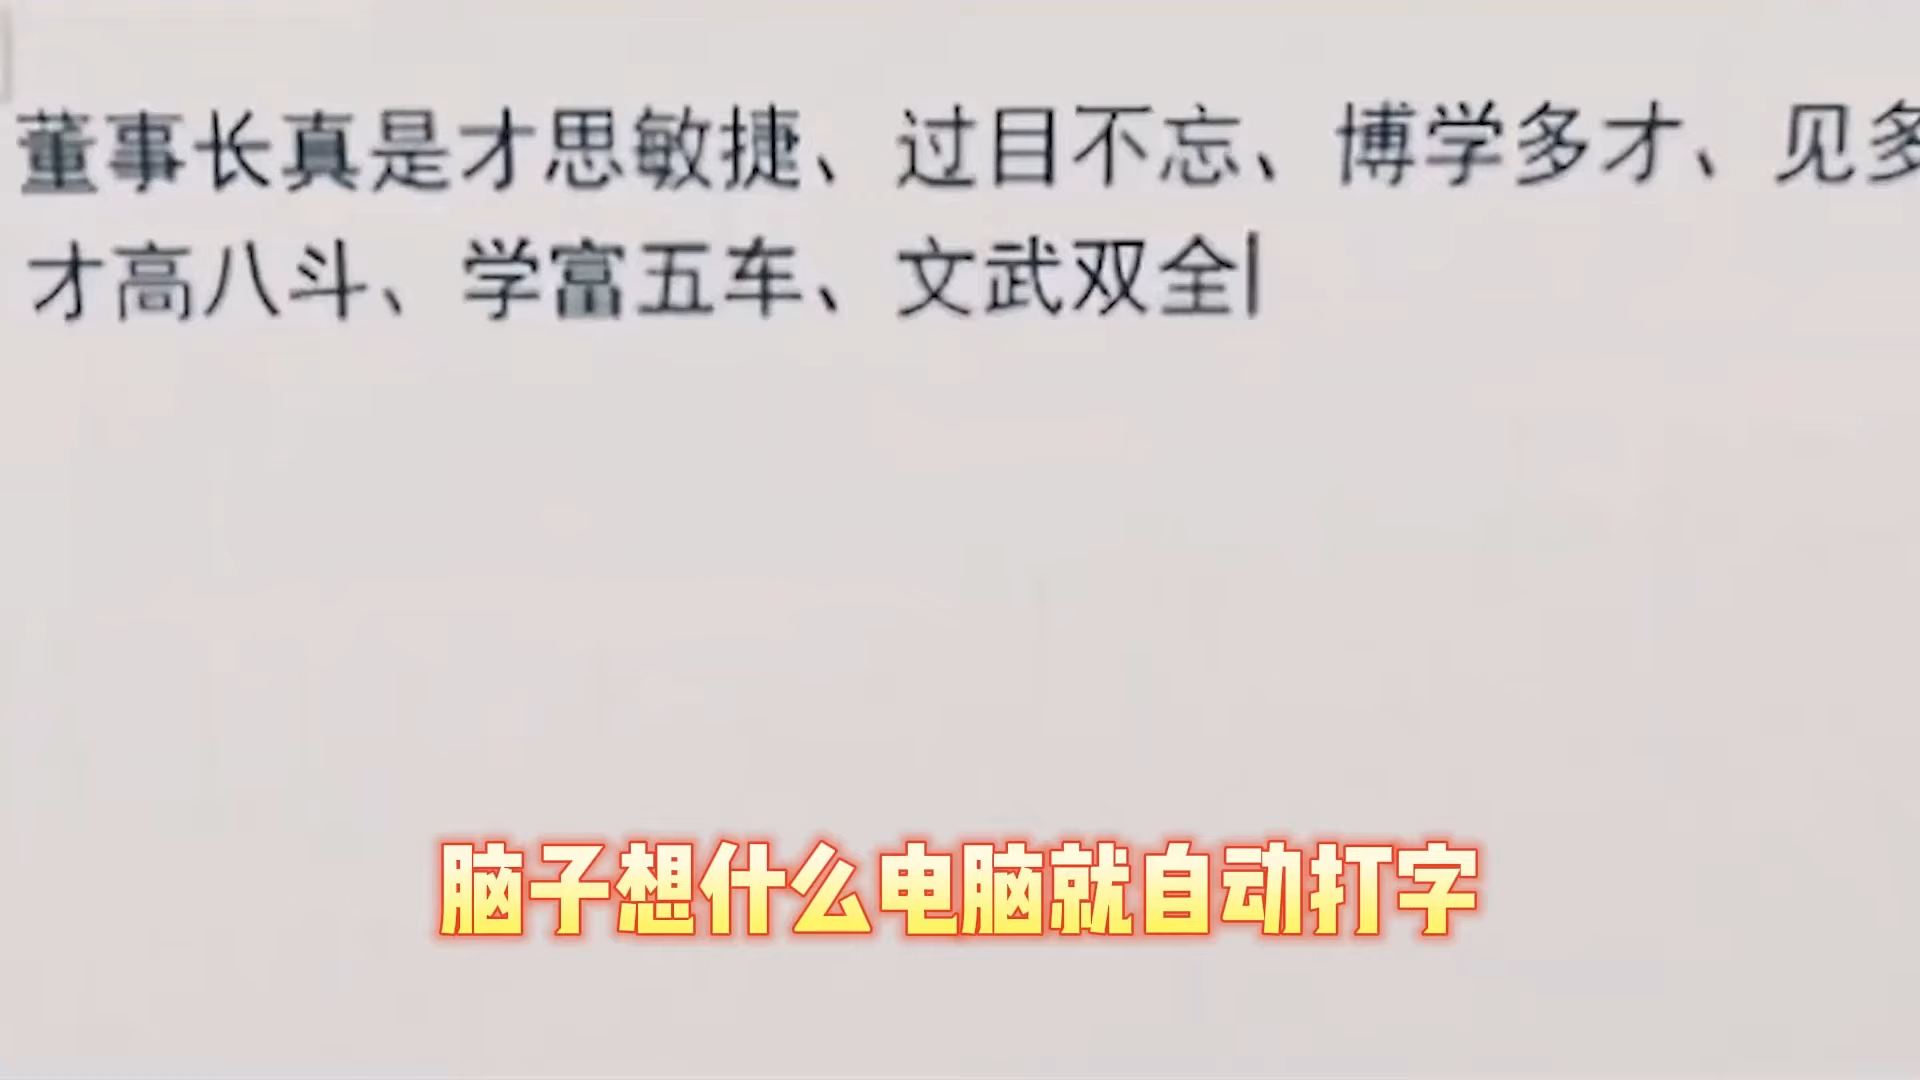 董事长真是才思敏捷、过目不忘、博学多才、见多
才高八斗、学富五车、文武双全
脑子想什么电脑就自动打字